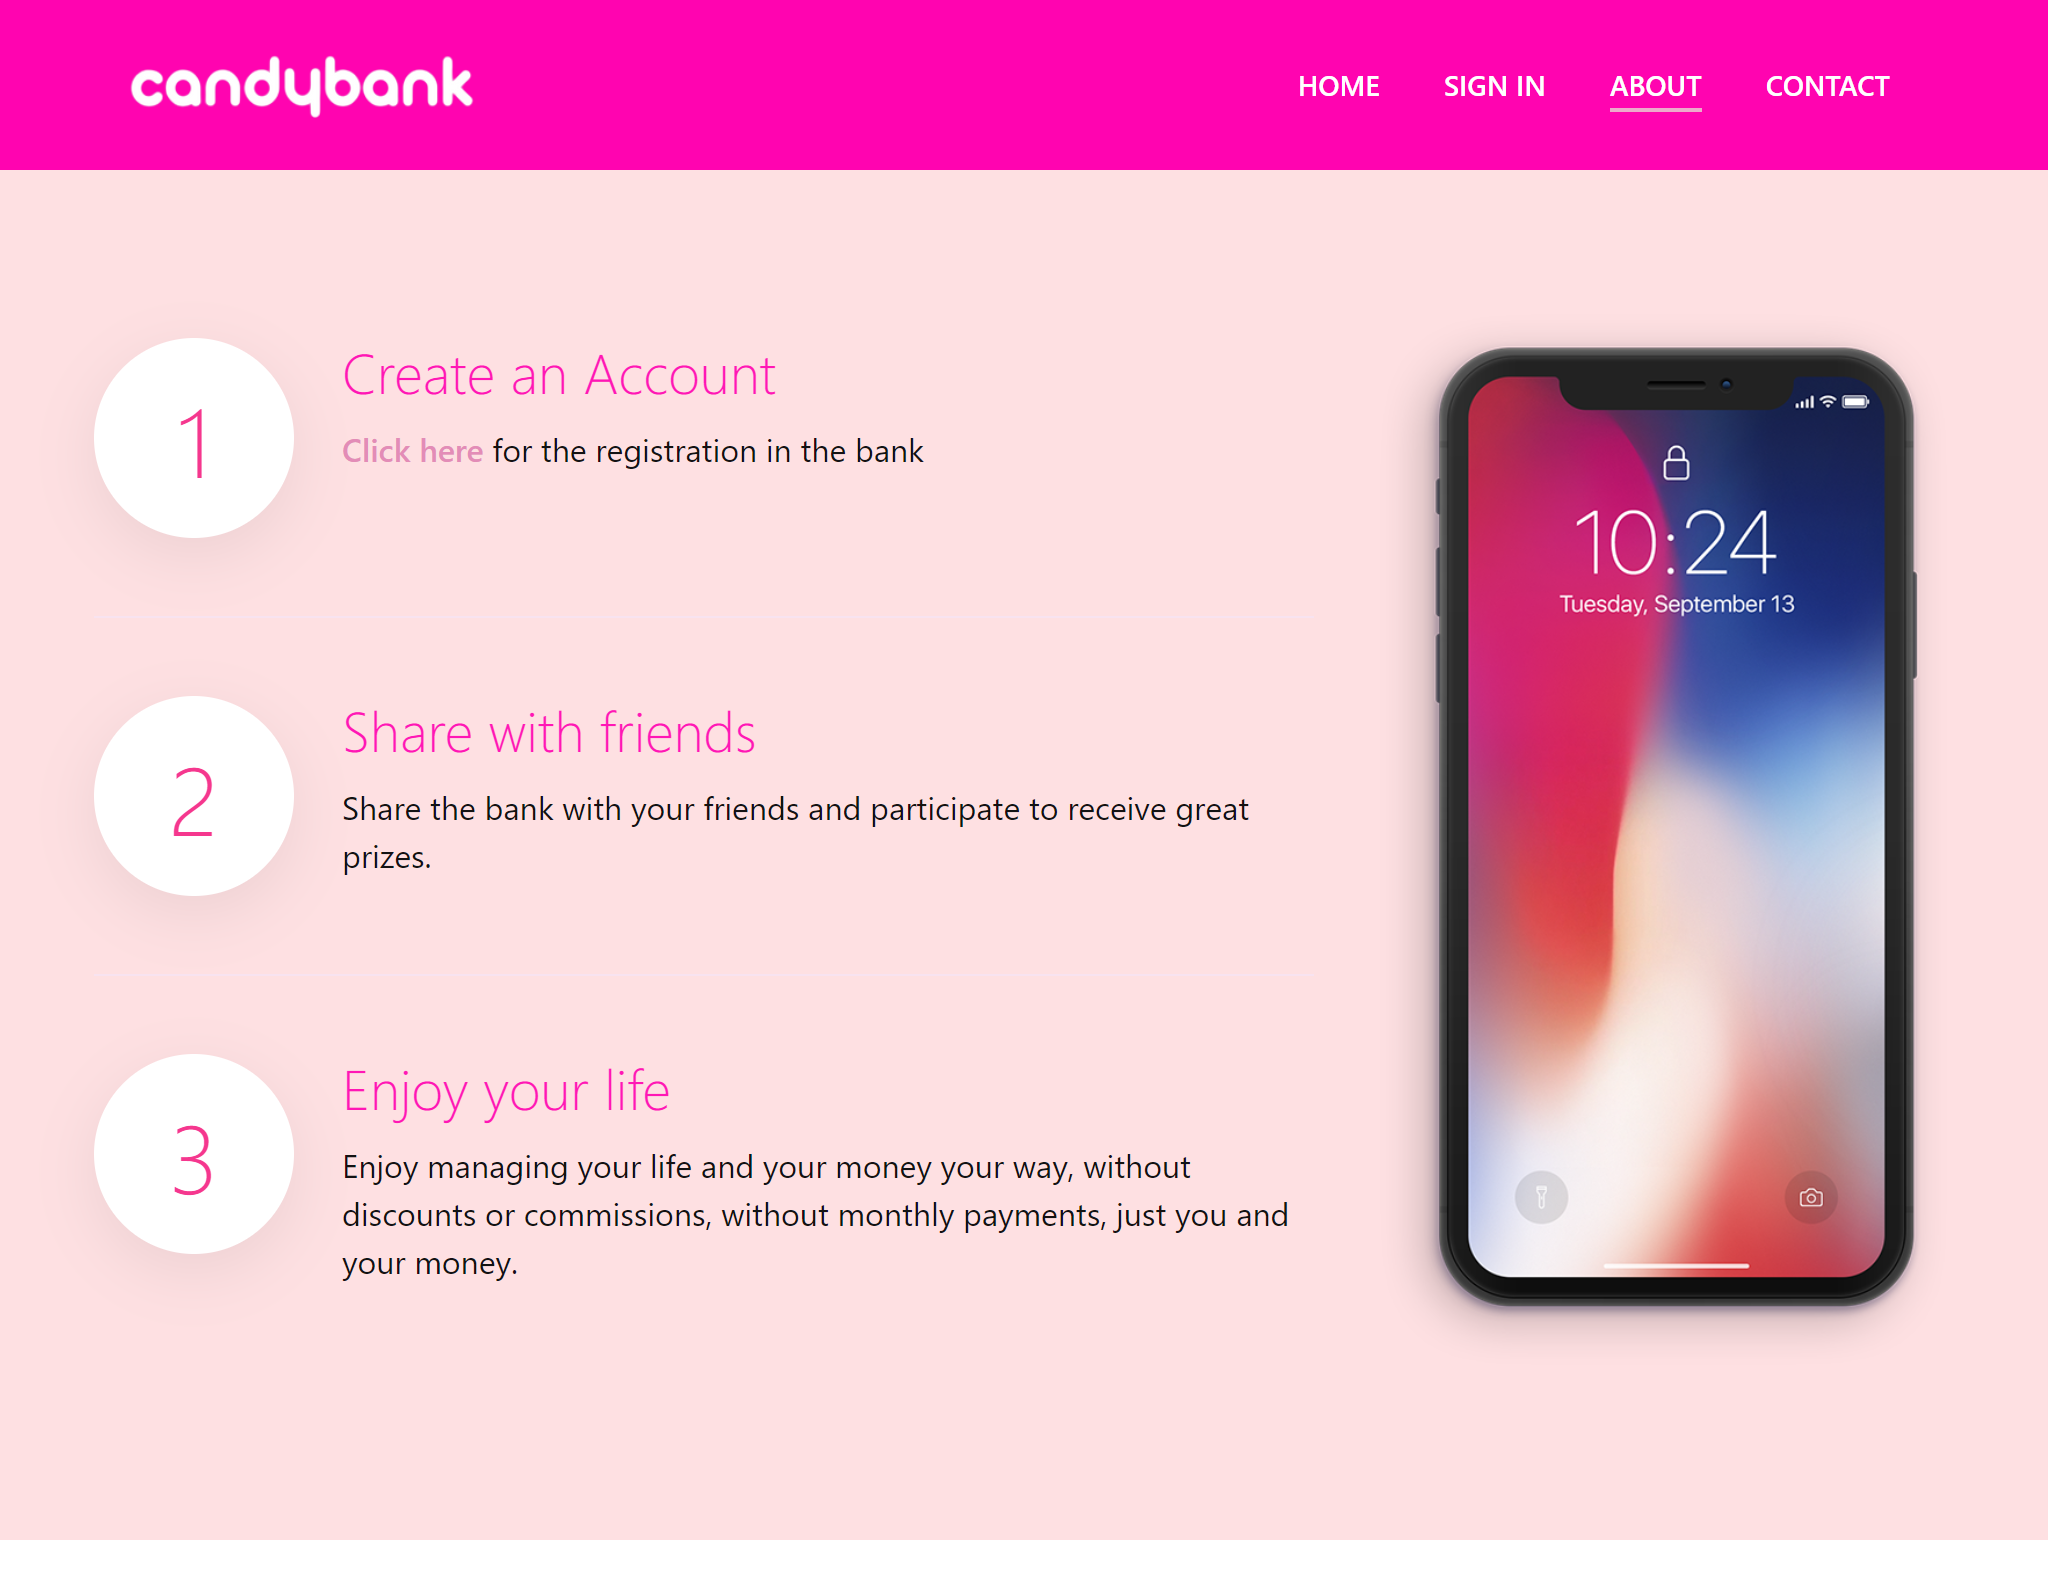 candybank
HOME SIGN IN ABOUT CONTACT
1
Create an Account
Click here for the registration in the bank
2
Share with friends
Share the bank with your friends and participate to receive great
prizes.
3
Enjoy your life
Enjoy managing your life and your money your way, without
discounts or commissions, without monthly payments, just you and
your money.
10:24
Tuesday, September 13